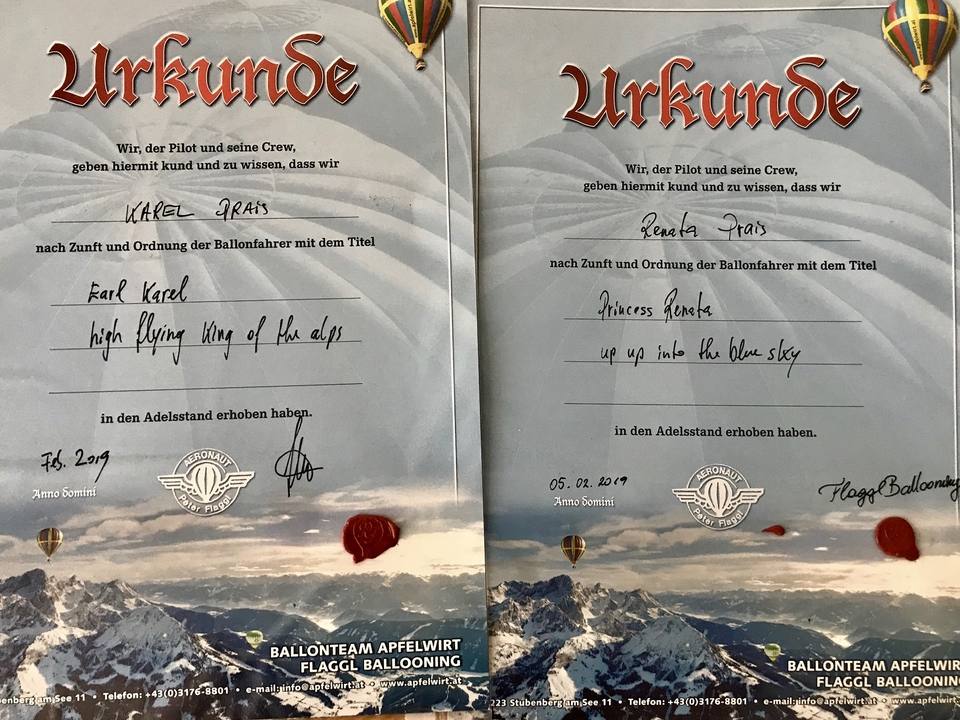 Urkunde
Wir, der Pilot und seine Crew,
geben hiermit kund und zu wissen, dass wir
KAREL PRAIS
nach Zunft und Ordnung der Ballonfahrer mit dem Titel
Earl Karel
high flying King of the alps
in den Adelsstand erhoben haben.
Feb. 2019
Anno domini
AERONAUT
Peter Flaggl
BALLONTEAM APFELWIRT
FLAGGL BALLOONING
benberg am See 11 • Telefon: +43(0)3176-8801 • e-mail: info@apfelwirt.at • www.apfelwirt.at
Urkunde
Wir, der Pilot und seine Crew,
geben hiermit kund und zu wissen, dass wir
Renata Prais
nach Zunft und Ordnung der Ballonfahrer mit dem Titel
Princess Renata
up up into the blue sky
in den Adelsstand erhoben haben.
05.02.2019
Anno domini
AERONAUT
Peter Flaggl
Flaggl Ballooning
BALLONTEAM APFELWIR
FLAGGL BALLOONING
223 Stubenberg am See 11 • Telefon: +43(0)3176-8801 • e-mail: info@apfelwirt.at • www.apfelw